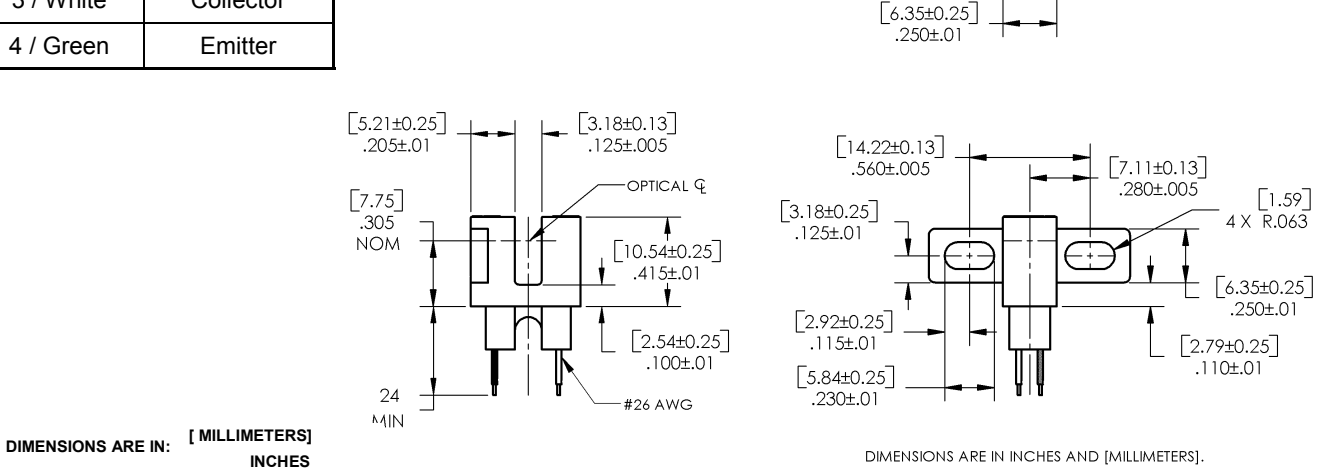 3 / White Collector
4 / Green Emitter
[6.35±0.25]
.250±.01
[5.21±0.25]
.205±.01
[3.18±0.13]
.125±.005
OPTICAL ℄
[7.75]
.305
NOM
[10.54±0.25]
.415±.01
[2.54±0.25]
.100±.01
24
MIN
#26 AWG
[14.22±0.13]
.560±.005
[7.11±0.13]
.280±.005
[1.59]
4 X R.063
[3.18±0.25]
.125±.01
[6.35±0.25]
.250±.01
[2.92±0.25]
.115±.01
[2.79±0.25]
.110±.01
[5.84±0.25]
.230±.01
DIMENSIONS ARE IN: [ MILLIMETERS]
INCHES
DIMENSIONS ARE IN INCHES AND [MILLIMETERS].